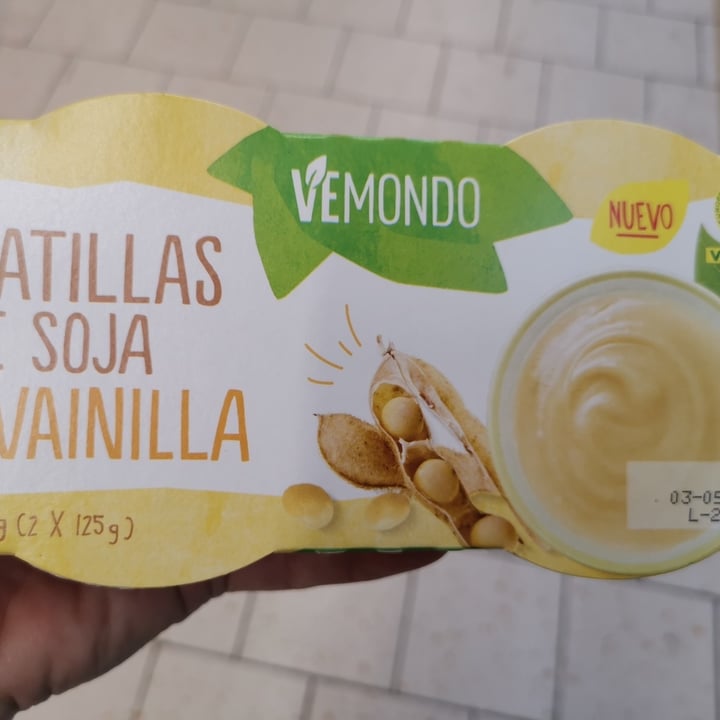 VEMONDO
NUEVO
ATILLAS
E SOJA
VAINILLA
g (2 X 125g)
V
03-05
L-2